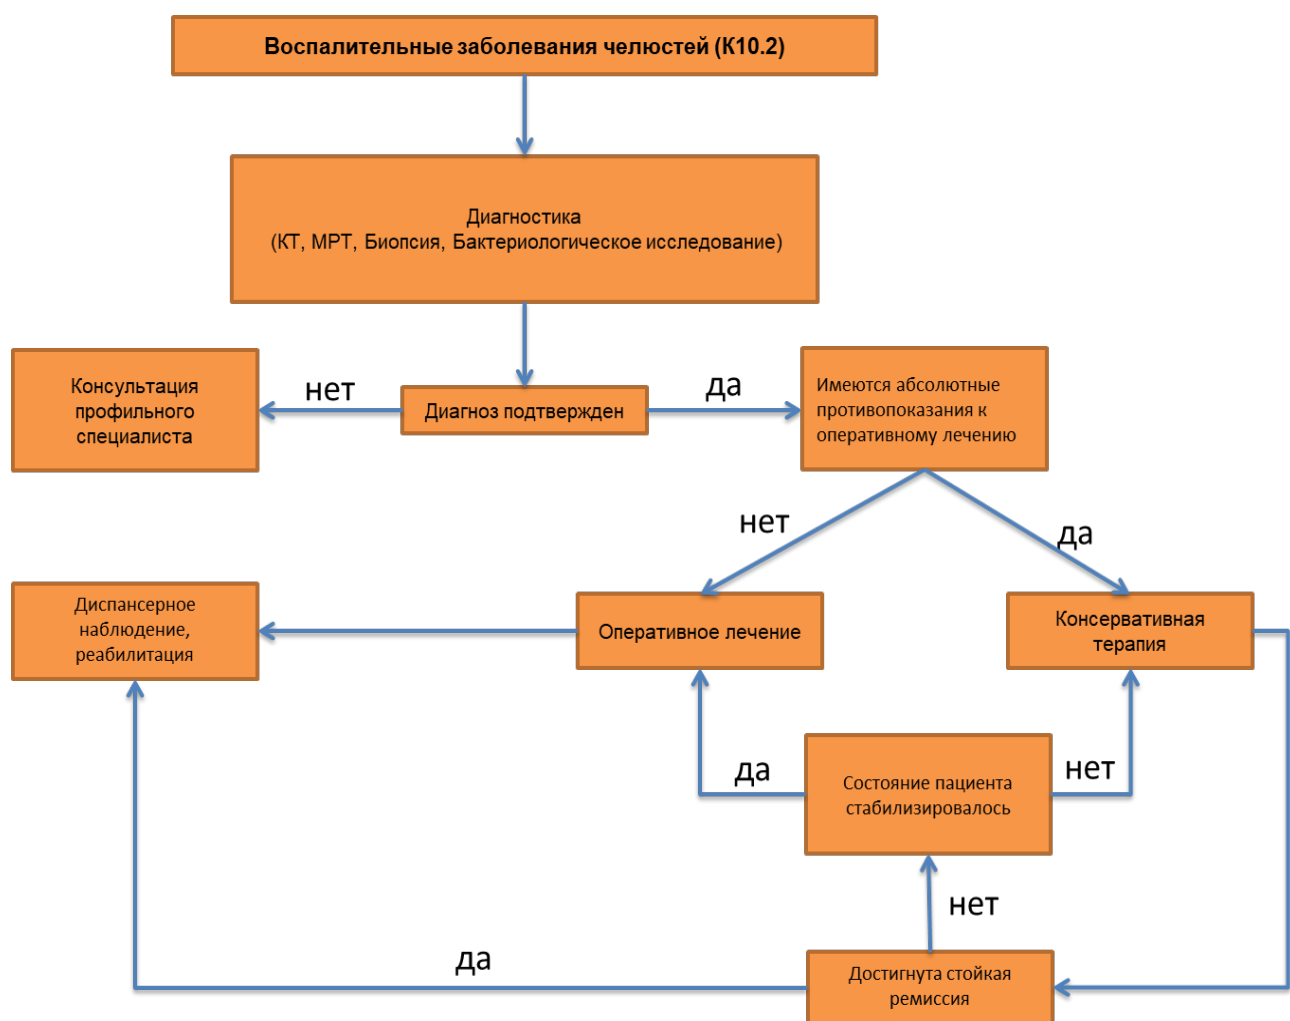 Воспалительные заболевания челюстей (К10.2)
Диагностика
(КТ, МРТ, Биопсия, Бактериологическое исследование)
Консультация
профильного
специалиста
нет
Диагноз подтвержден
да
Имеются абсолютные
противопоказания к
оперативному лечению
нет
да
Диспансерное
наблюдение,
реабилитация
Оперативное лечение
Консервативная
терапия
да
Состояние пациента
стабилизировалось
нет
нет
да
Достигнута стойкая
ремиссия